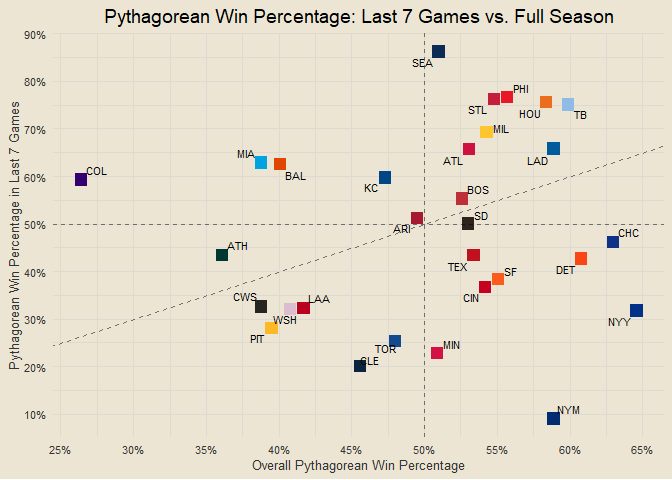 Pythagorean Win Percentage: Last 7 Games vs. Full Season
90%
80%
70%
60%
50%
40%
30%
20%
10%
Pythagorean Win Percentage in Last 7 Games
SEA
PHI
STL
HOU
TB
MIL
ATL
LAD
MIA
BAL
COL
KC
BOS
SD
ARI
CHC
ATH
TEX
DET
SF
CIN
CWS
LAA
WSH
NYY
PIT
TOR
MIN
CLE
NYM
25%
30%
35%
40%
45%
50%
55%
60%
65%
Overall Pythagorean Win Percentage